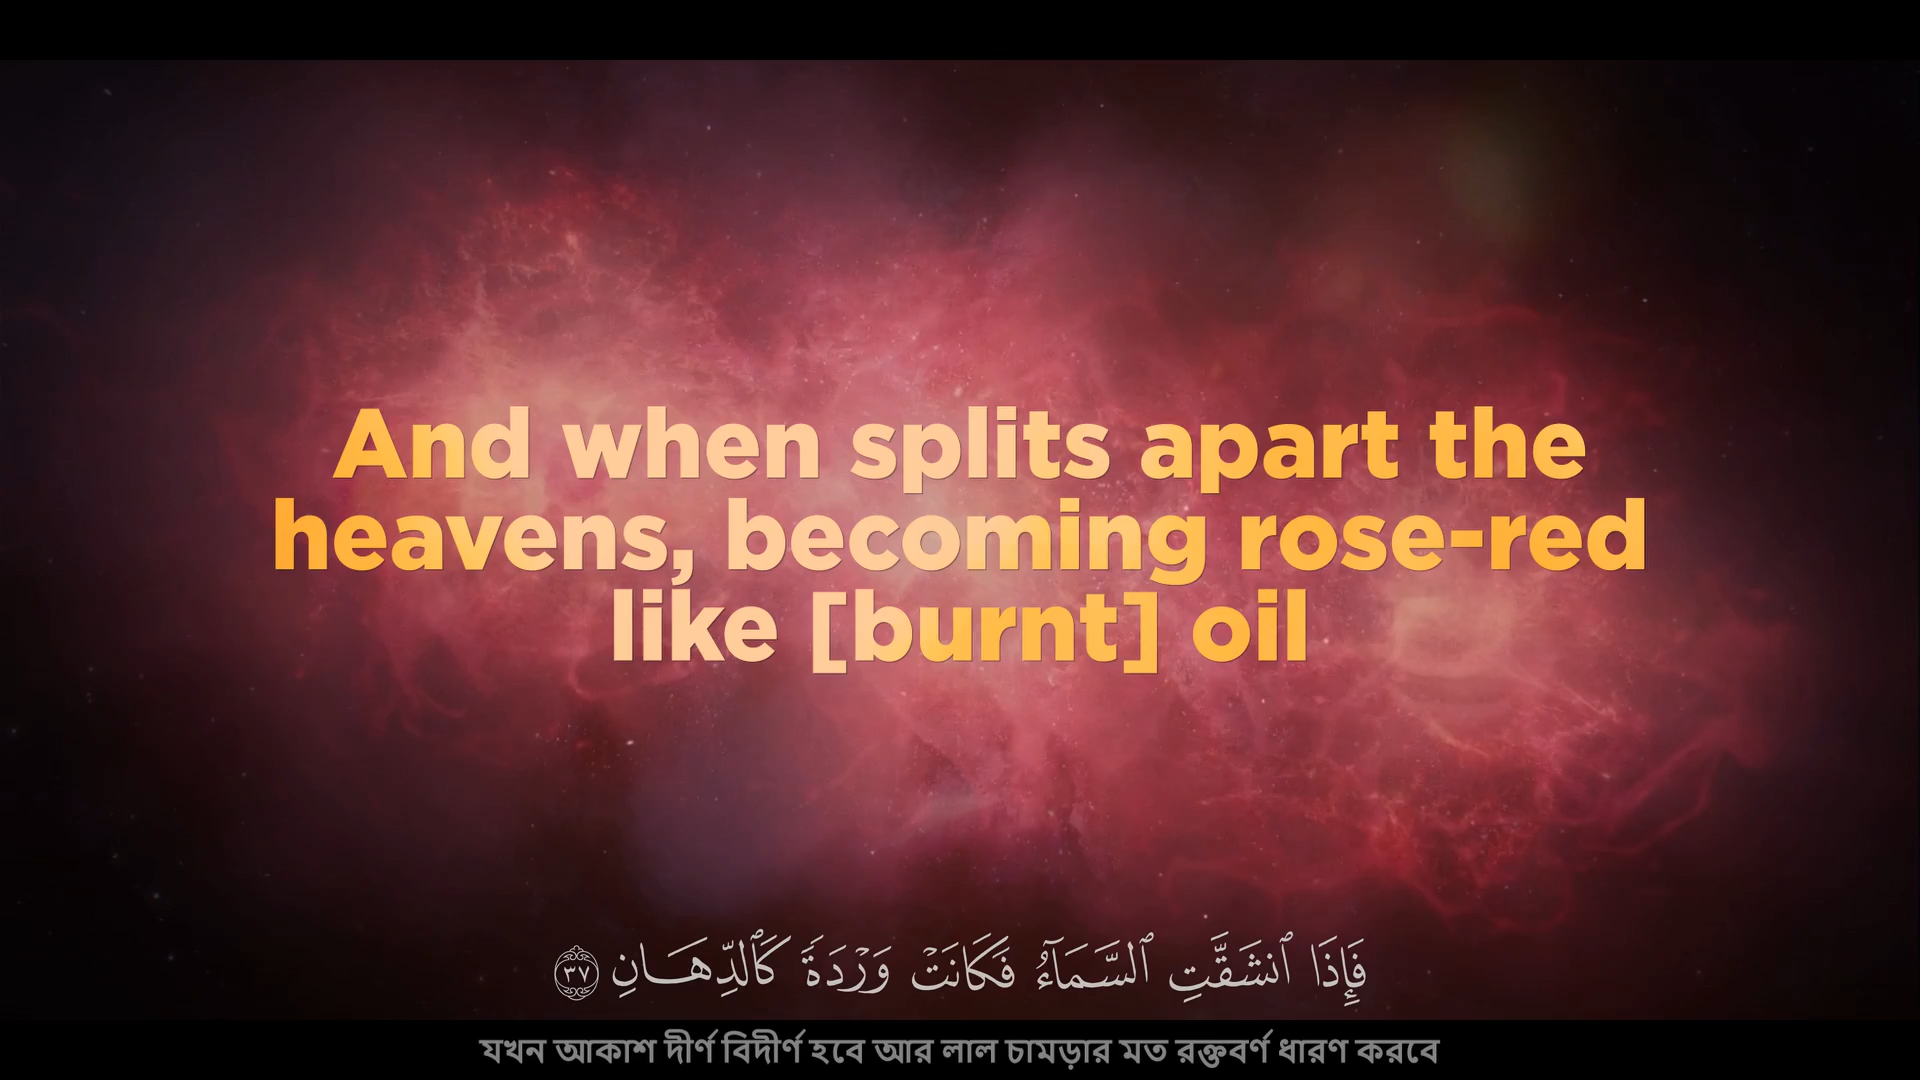 And when splits apart the
heavens, becoming rose-red
like [burnt] oil
فَإِذَا ٱنشَقَّتِ ٱلسَّمَآءُ فَكَانَتْ وَرْدَةً كَٱلدِّهَانِ ٣٧
যখন আকাশ দীর্ণ বিদীর্ণ হবে আর লাল চামড়ার মত রক্তবর্ণ ধারণ করবে